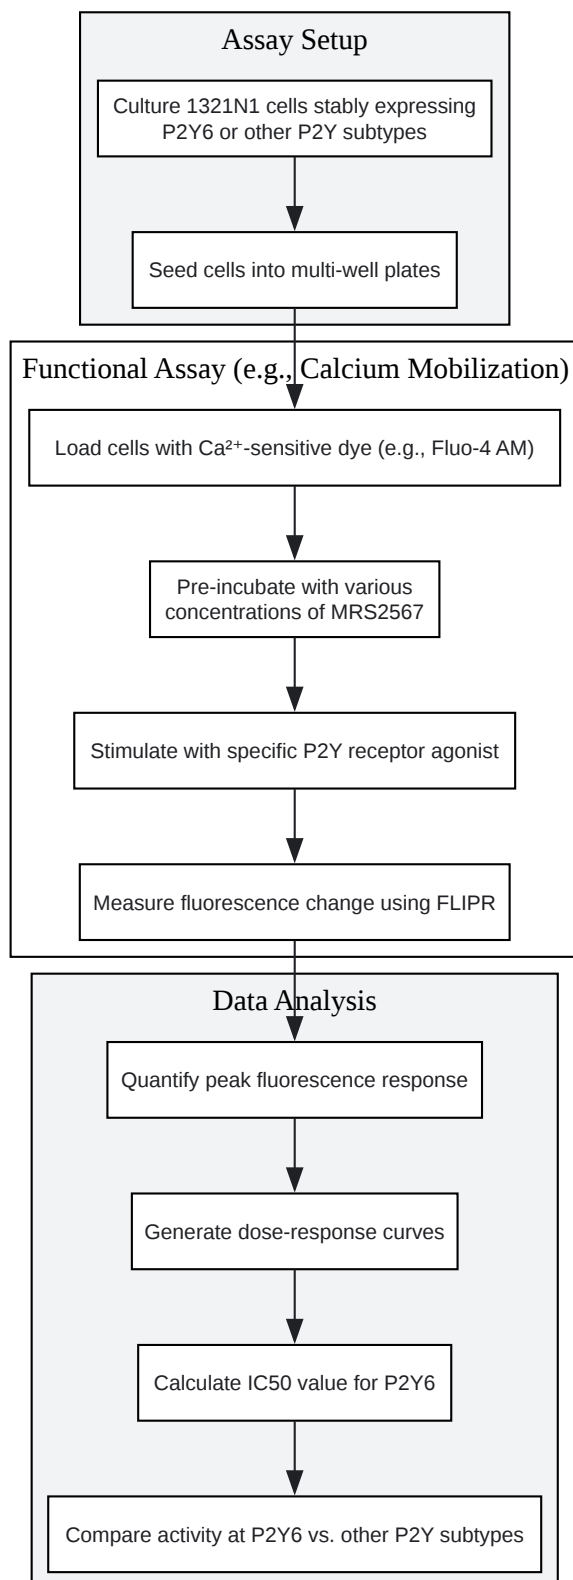 Assay Setup
Culture 1321N1 cells stably expressing
P2Y6 or other P2Y subtypes
Seed cells into multi-well plates
Functional Assay (e.g., Calcium Mobilization)
Load cells with Ca²⁺-sensitive dye (e.g., Fluo-4 AM)
Pre-incubate with various
concentrations of MRS2567
Stimulate with specific P2Y receptor agonist
Measure fluorescence change using FLIPR
Data Analysis
Quantify peak fluorescence response
Generate dose-response curves
Calculate IC50 value for P2Y6
Compare activity at P2Y6 vs. other P2Y subtypes